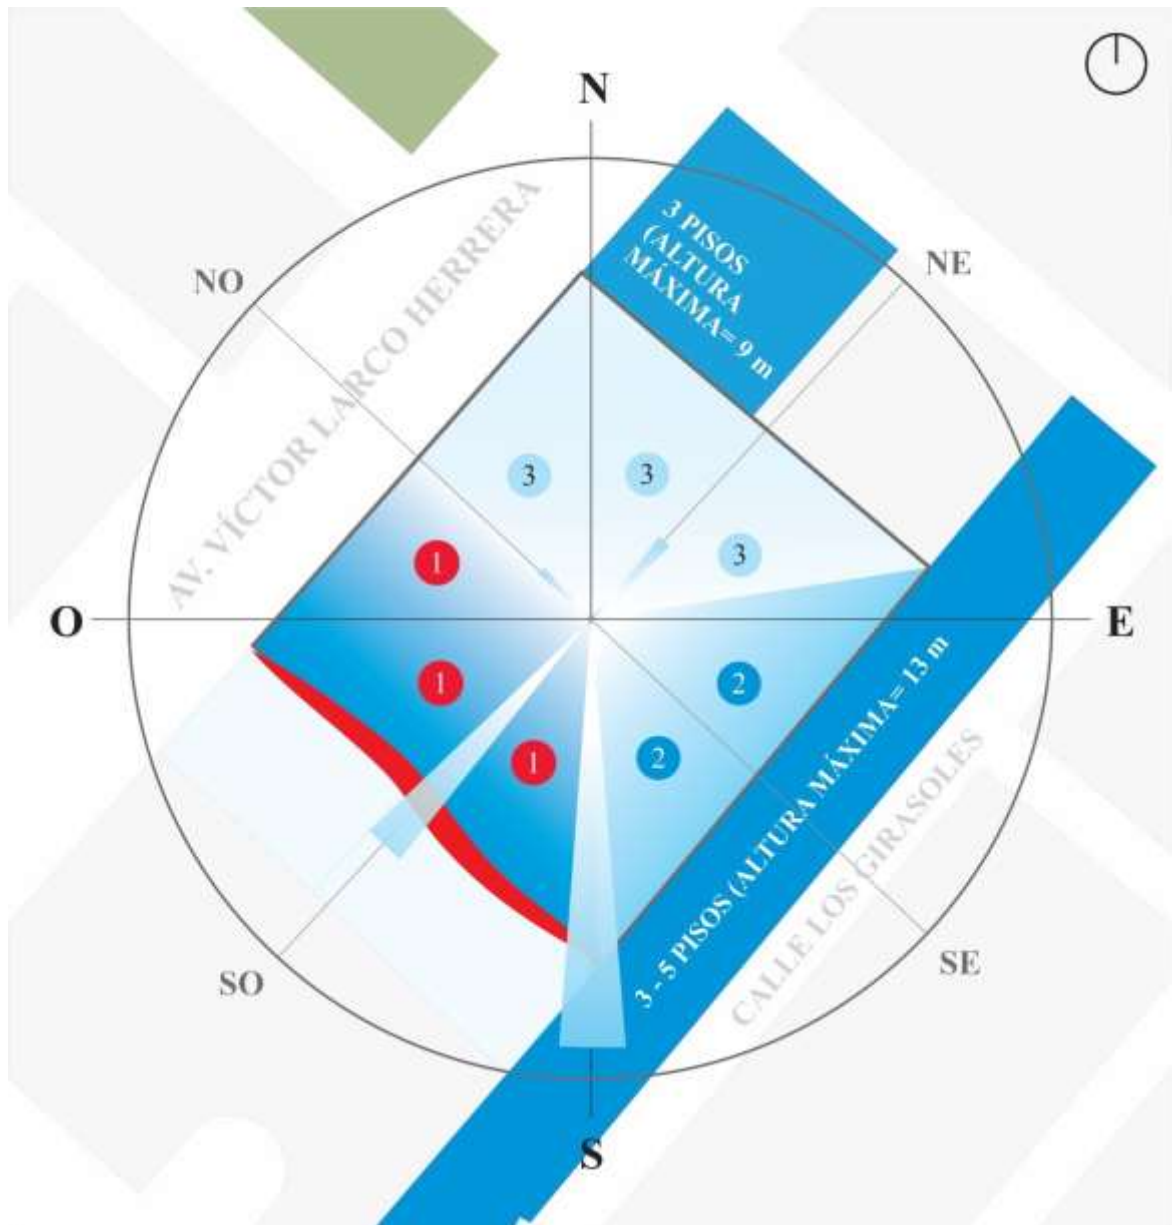 N
3 PISOS
(ALTURA
MÁXIMA= 9 m
NE
NO
AV. VÍCTOR LARCO HERRERA
3
3
3
1
O
E
1
2
1
2
3 - 5 PISOS (ALTURA MÁXIMA= 13 m
CALLE LOS GIRASOLES
SO
SE
S